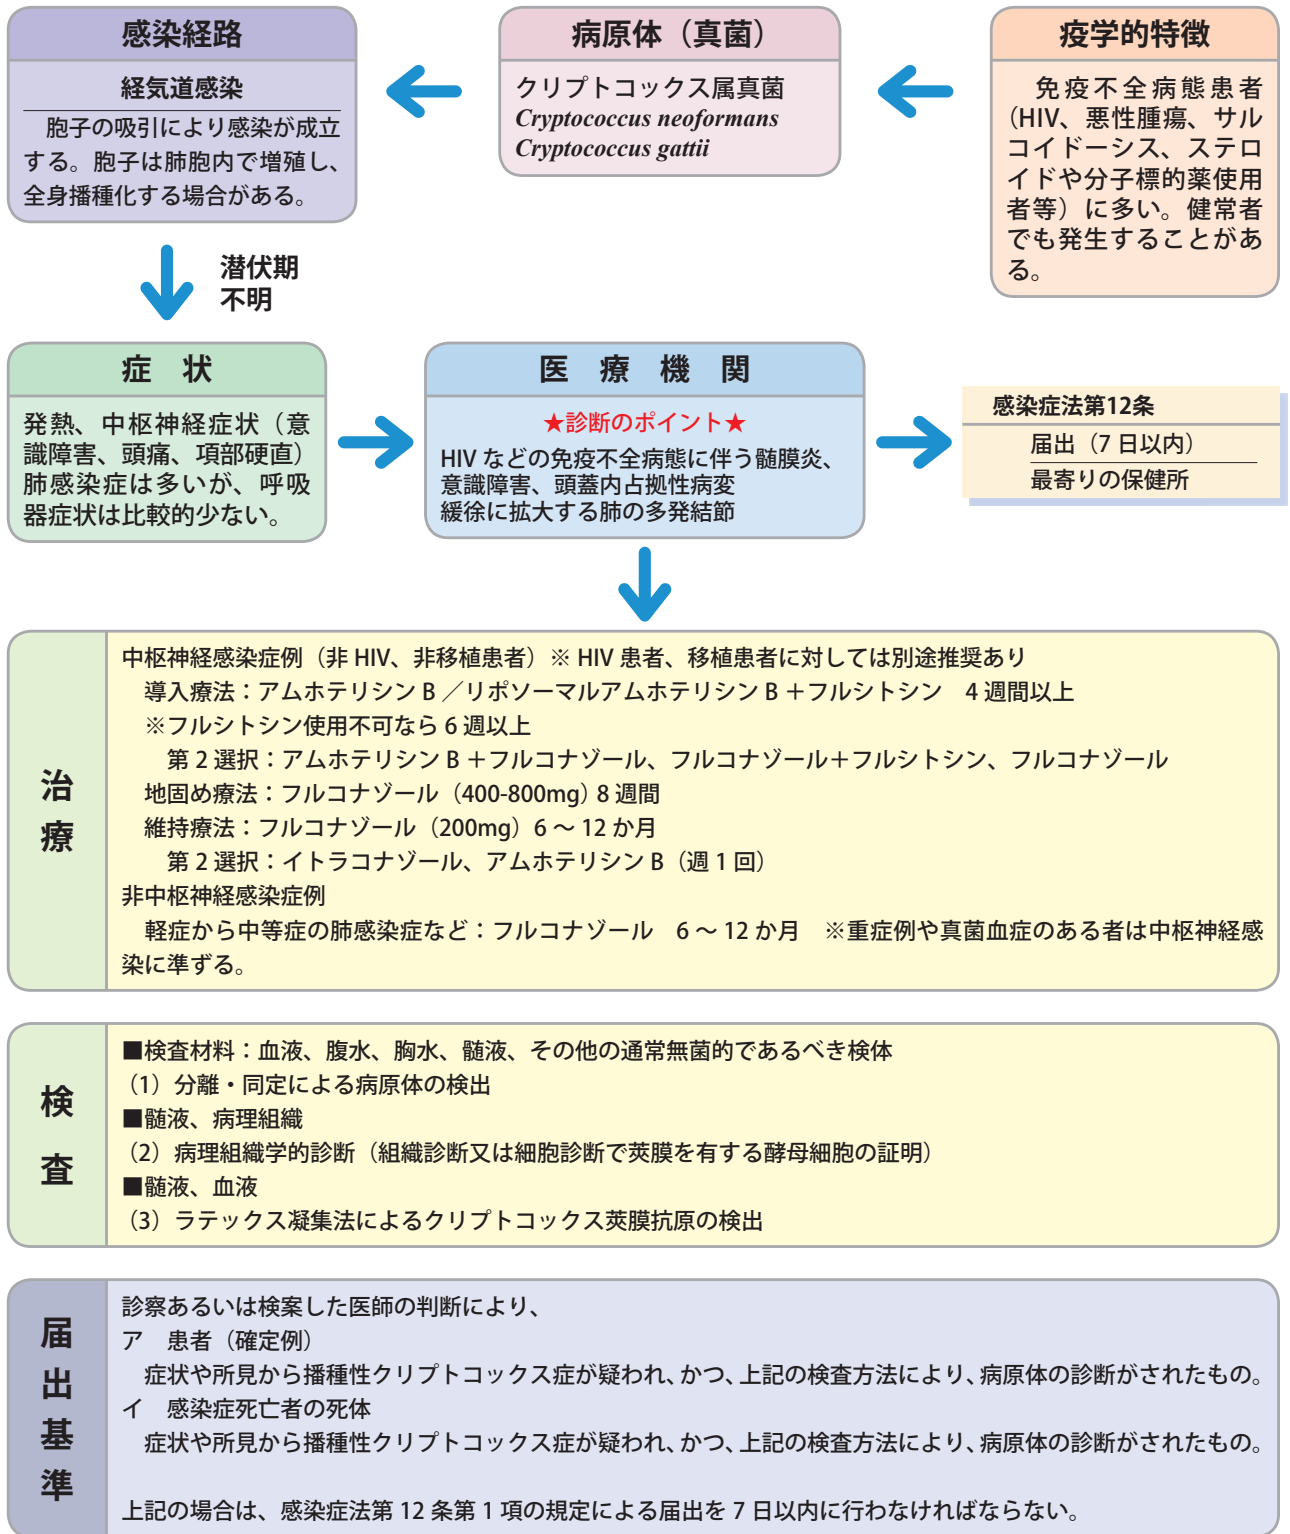 感染経路
経気道感染
胞子の吸引により感染が成立
する。胞子は肺胞内で増殖し、
全身播種化する場合がある。
病原体（真菌）
クリプトコックス属真菌
Cryptococcus neoformans
Cryptococcus gattii
疫学的特徴
免疫不全病態患者
（HIV、悪性腫瘍、サル
コイドーシス、ステロ
イドや分子標的薬使用
者等）に多い。健常者
でも発生することがあ
る。
潜伏期
不明
症　状
発熱、中枢神経症状（意
識障害、頭痛、項部硬直）
肺感染症は多いが、呼吸
器症状は比較的少ない。
医　療　機　関
★診断のポイント★
HIV などの免疫不全病態に伴う髄膜炎、
意識障害、頭蓋内占拠性病変
緩徐に拡大する肺の多発結節
感染症法第12条
届出（7 日以内）
最寄りの保健所
治療
中枢神経感染症例（非 HIV、非移植患者）※ HIV 患者、移植患者に対しては別途推奨あり
導入療法：アムホテリシン B ／リポソーマルアムホテリシン B ＋フルシトシン　4 週間以上
※フルシトシン使用不可なら 6 週以上
第 2 選択：アムホテリシン B ＋フルコナゾール、フルコナゾール＋フルシトシン、フルコナゾール
地固め療法：フルコナゾール（400-800mg）8 週間
維持療法：フルコナゾール（200mg）6 ～ 12 か月
第 2 選択：イトラコナゾール、アムホテリシン B（週 1 回）
非中枢神経感染症例
軽症から中等症の肺感染症など：フルコナゾール　6 ～ 12 か月　※重症例や真菌血症のある者は中枢神経感
染に準ずる。
検査
■検査材料：血液、腹水、胸水、髄液、その他の通常無菌的であるべき検体
（1）分離・同定による病原体の検出
■髄液、病理組織
（2）病理組織学的診断（組織診断又は細胞診断で莢膜を有する酵母細胞の証明）
■髄液、血液
（3）ラテックス凝集法によるクリプトコックス莢膜抗原の検出
届出基準
診察あるいは検案した医師の判断により、
ア　患者（確定例）
症状や所見から播種性クリプトコックス症が疑われ、かつ、上記の検査方法により、病原体の診断がされたもの。
イ　感染症死亡者の死体
症状や所見から播種性クリプトコックス症が疑われ、かつ、上記の検査方法により、病原体の診断がされたもの。
上記の場合は、感染症法第 12 条第 1 項の規定による届出を 7 日以内に行わなければならない。